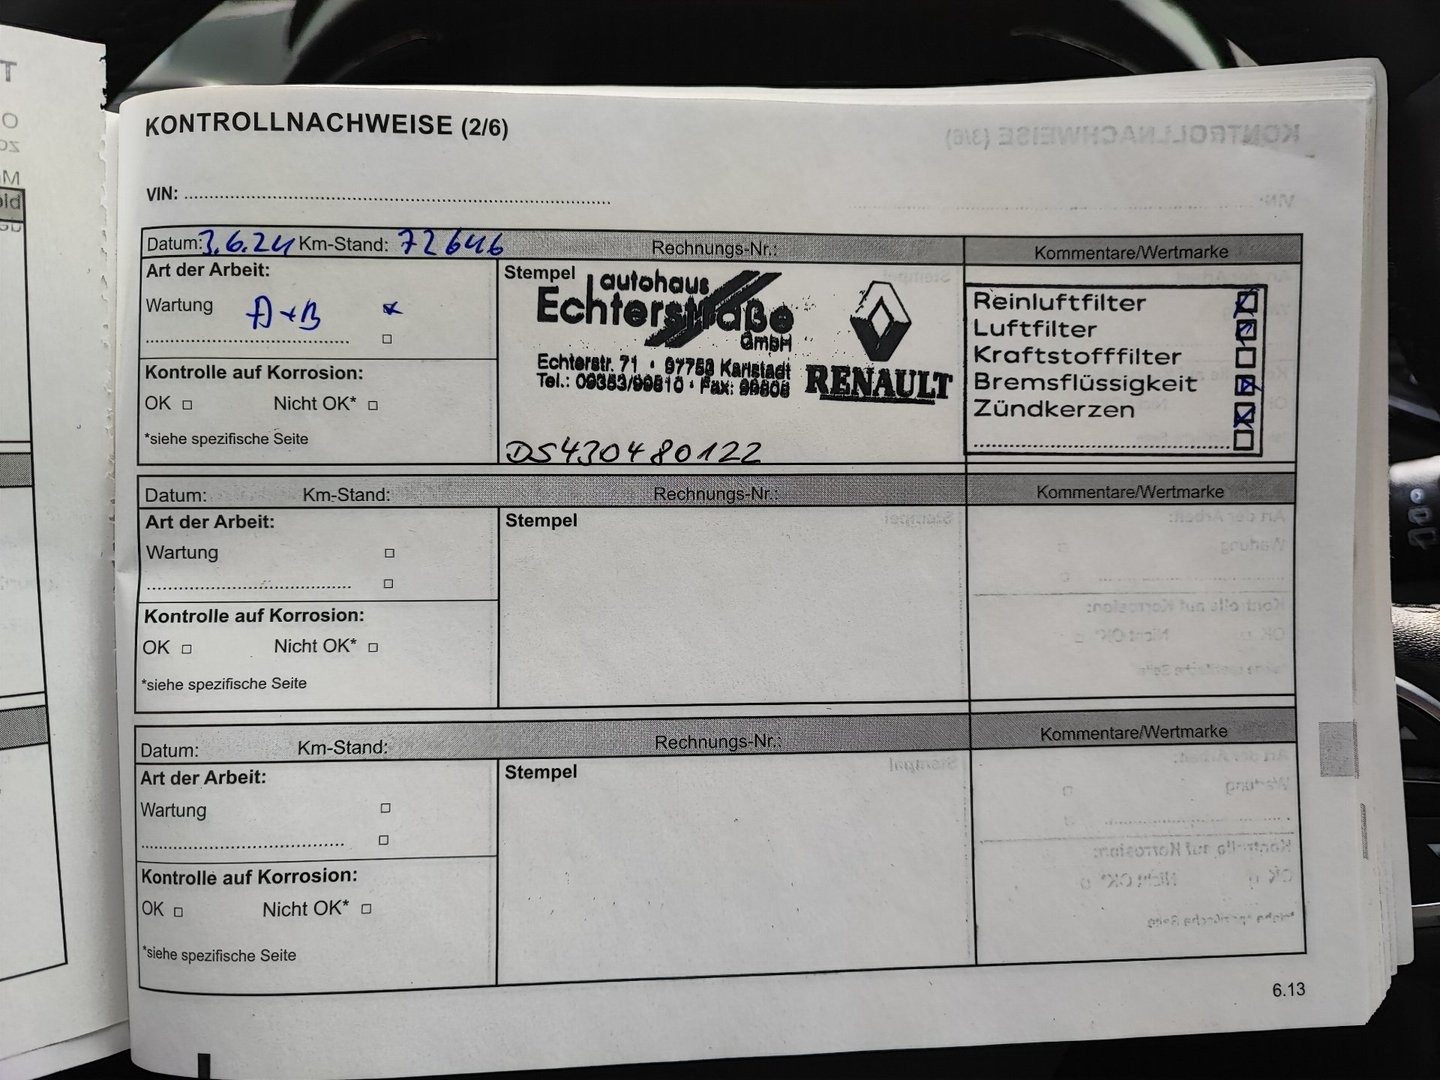 KONTROLLNACHWEISE (2/6)
VIN:
Datum: 3.6.24 Km-Stand: 72646 Rechnungs-Nr.: Kommentare/Wertmarke
Art der Arbeit:
Wartung A+B
Kontrolle auf Korrosion:
OK Nicht OK*
*siehe spezifische Seite
Stempel
autohaus
Echterstraße
GmbH
Echterstr. 71 · 97753 Karlstadt
Tel.: 09353/99810 · Fax: 99808
RENAULT
DS430480122
Reinluftfilter
Luftfilter
Kraftstofffilter
Bremsflüssigkeit
Zündkerzen
Datum: Km-Stand: Rechnungs-Nr.: Kommentare/Wertmarke
Art der Arbeit:
Wartung
Kontrolle auf Korrosion:
OK Nicht OK*
*siehe spezifische Seite
Stempel
Datum: Km-Stand: Rechnungs-Nr.: Kommentare/Wertmarke
Art der Arbeit:
Wartung
Kontrolle auf Korrosion:
OK Nicht OK*
*siehe spezifische Seite
Stempel
6.13